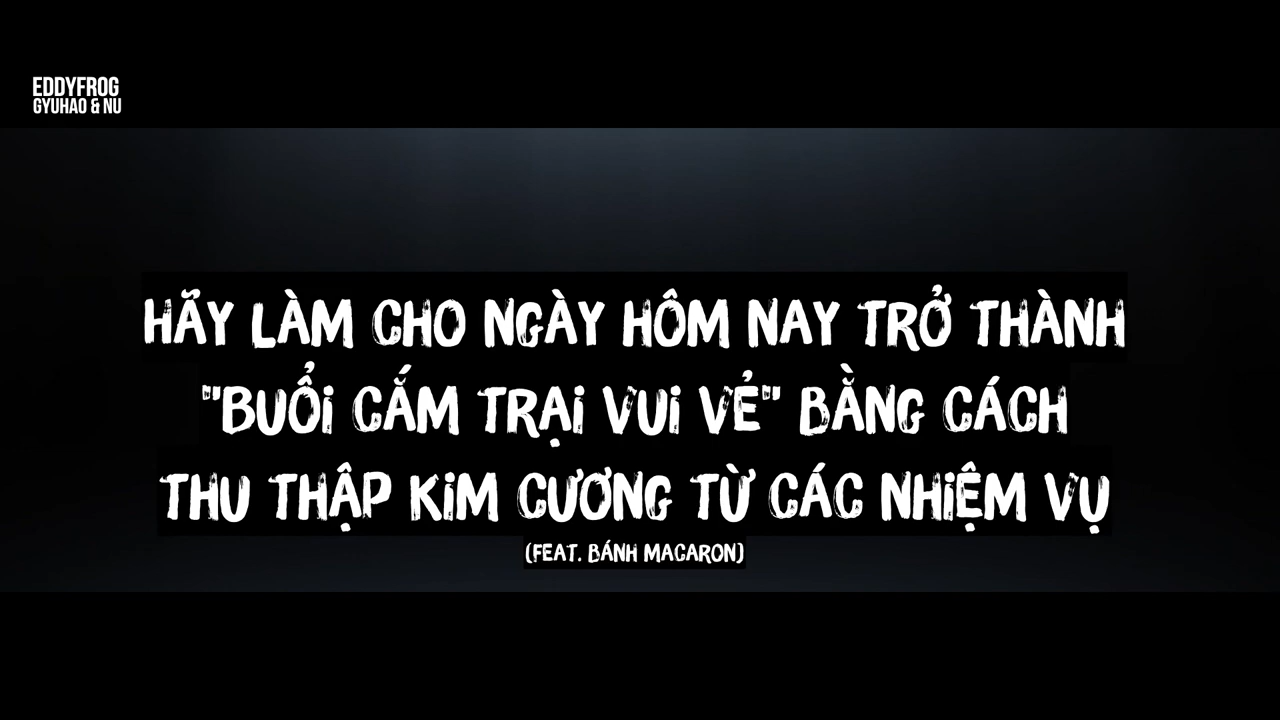 EDDYFROG
GYUHAO & NU
HÃY LÀM CHO NGÀY HÔM NAY TRỞ THÀNH
"BUỔI CẮM TRẠI VUI VẺ" BẰNG CÁCH
THU THẬP KIM CƯƠNG TỪ CÁC NHIỆM VỤ
(FEAT. BÁNH MACARON)